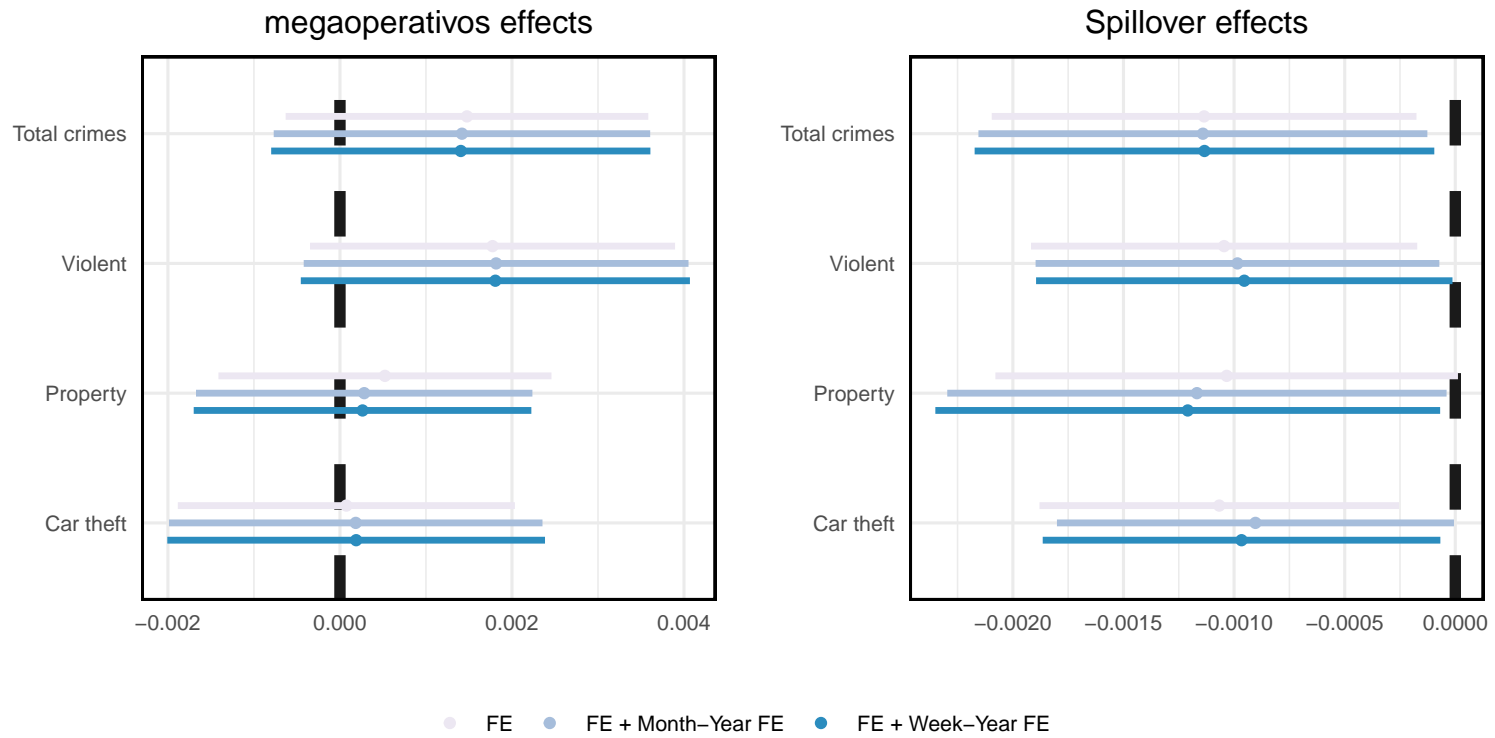 megaoperativos effects
Spillover effects
Total crimes
Violent
Property
Car theft
−0.002 0.000 0.002 0.004
Total crimes
Violent
Property
Car theft
−0.0020 −0.0015 −0.0010 −0.0005 0.0000
FE FE + Month−Year FE FE + Week−Year FE